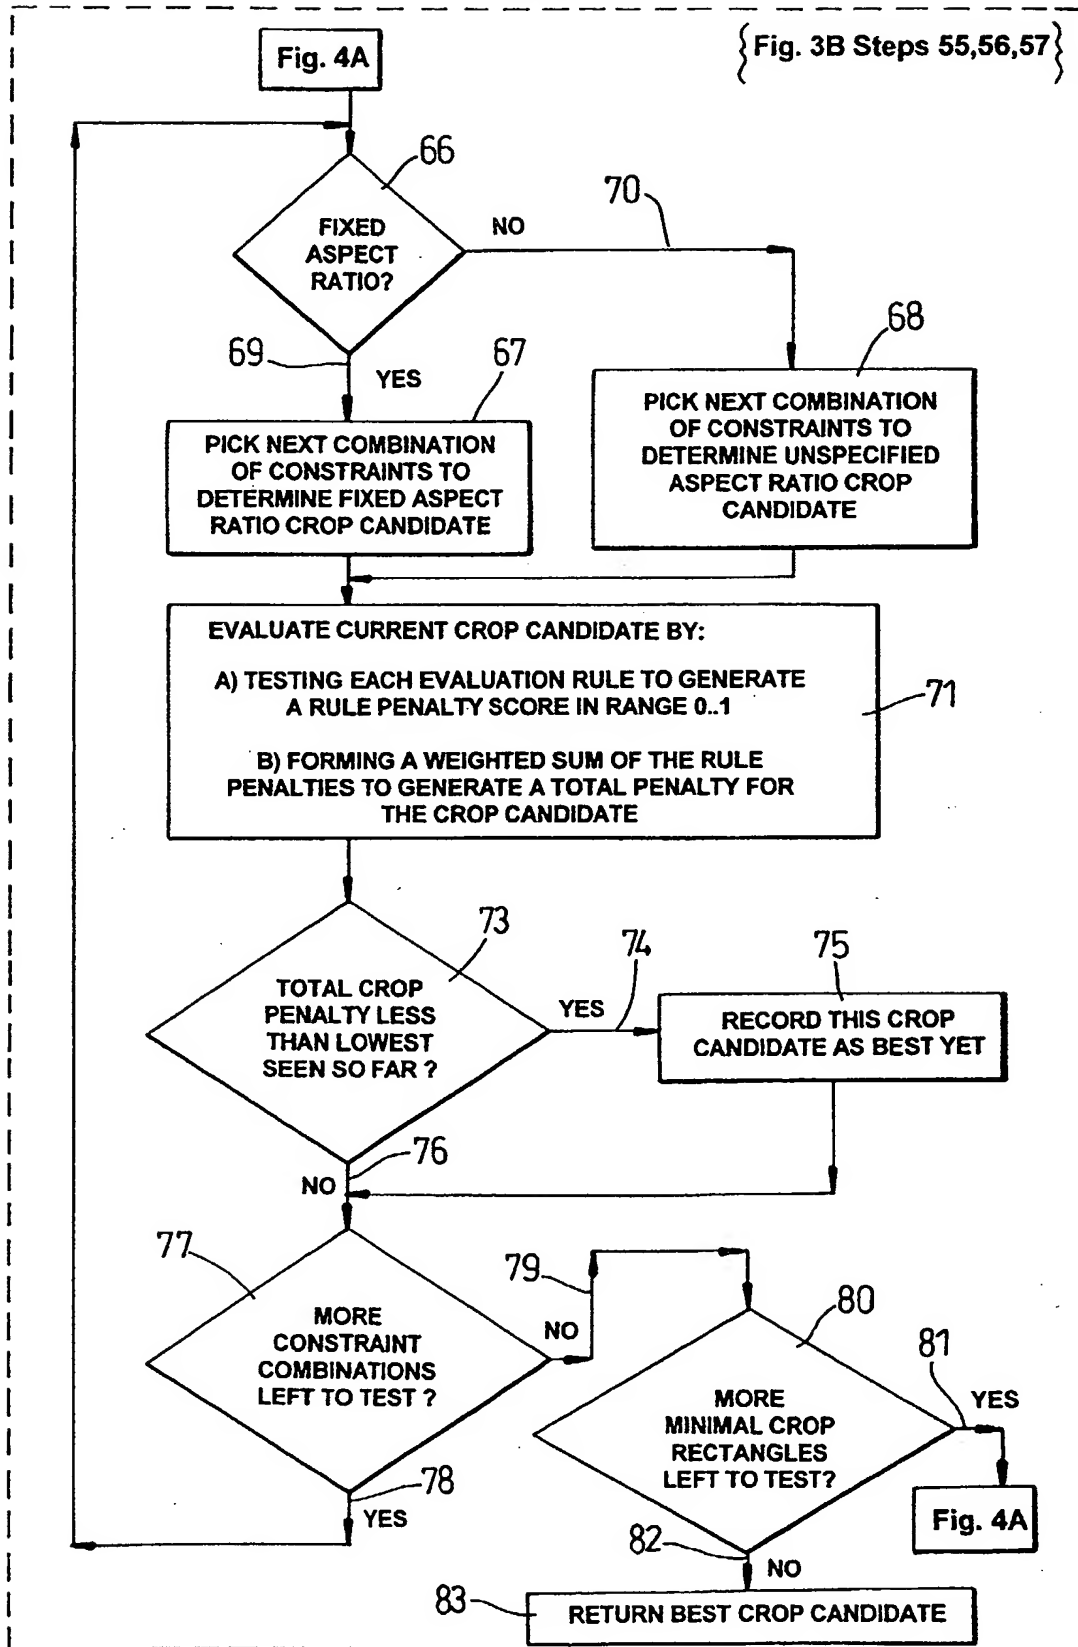 Fig. 4A
{Fig. 3B Steps 55,56,57}
66
FIXED
ASPECT
RATIO?
NO
70
69
YES
67
68
PICK NEXT COMBINATION
OF CONSTRAINTS TO
DETERMINE FIXED ASPECT
RATIO CROP CANDIDATE
PICK NEXT COMBINATION
OF CONSTRAINTS TO
DETERMINE UNSPECIFIED
ASPECT RATIO CROP
CANDIDATE
EVALUATE CURRENT CROP CANDIDATE BY:
A) TESTING EACH EVALUATION RULE TO GENERATE
A RULE PENALTY SCORE IN RANGE 0..1
B) FORMING A WEIGHTED SUM OF THE RULE
PENALTIES TO GENERATE A TOTAL PENALTY FOR
THE CROP CANDIDATE
71
73
TOTAL CROP
PENALTY LESS
THAN LOWEST
SEEN SO FAR ?
YES
74
75
RECORD THIS CROP
CANDIDATE AS BEST YET
76
NO
77
MORE
CONSTRAINT
COMBINATIONS
LEFT TO TEST ?
NO
79
78
YES
80
MORE
MINIMAL CROP
RECTANGLES
LEFT TO TEST?
81
YES
Fig. 4A
82
NO
83
RETURN BEST CROP CANDIDATE